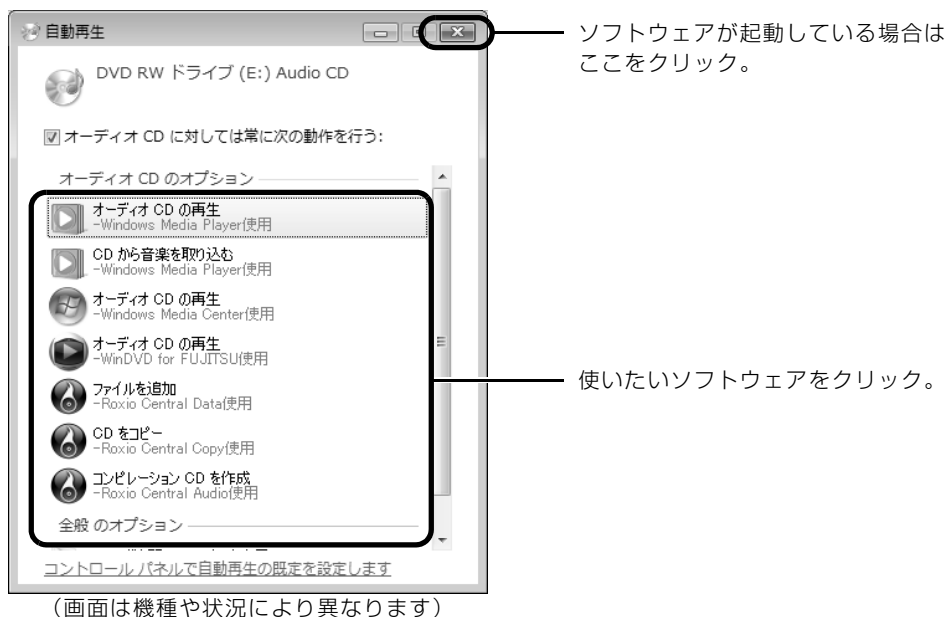 自動再生
ソフトウェアが起動している場合は
ここをクリック。
DVD RW ドライブ (E:) Audio CD
オーディオ CD に対しては常に次の動作を行う:
オーディオ CD のオプション
オーディオ CD の再生
-Windows Media Player使用
CD から音楽を取り込む
-Windows Media Player使用
オーディオ CD の再生
-Windows Media Center使用
オーディオ CD の再生
-WinDVD for FUJITSU使用
使いたいソフトウェアをクリック。
ファイルを追加
-Roxio Central Data使用
CD をコピー
-Roxio Central Copy使用
コンピレーション CD を作成
-Roxio Central Audio使用
全般 のオプション
コントロール パネルで自動再生の既定を設定します
(画面は機種や状況により異なります)